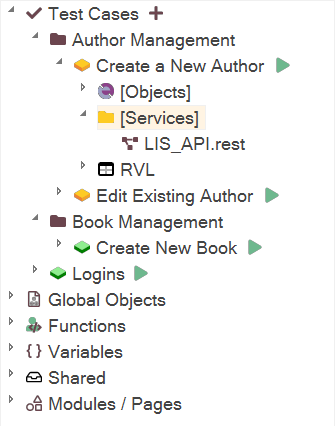 Test Cases
Author Management
Create a New Author
[Objects]
[Services]
LIS_API.rest
RVL
Edit Existing Author
Book Management
Create New Book
Logins
Global Objects
Functions
Variables
Shared
Modules / Pages